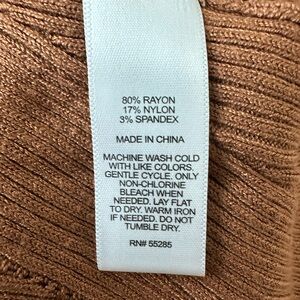 80% RAYON
17% NYLON
3% SPANDEX
MADE IN CHINA
MACHINE WASH COLD
WITH LIKE COLORS.
GENTLE CYCLE. ONLY
NON-CHLORINE
BLEACH WHEN
NEEDED. LAY FLAT
TO DRY. WARM IRON
IF NEEDED. DO NOT
TUMBLE DRY.
RN# 55285